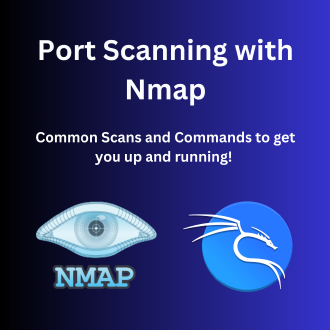 Port Scanning with
Nmap
Common Scans and Commands to get
you up and running!
NMAP